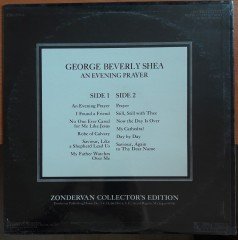 GEORGE BEVERLY SHEA
AN EVENING PRAYER
SIDE 1
An Evening Prayer
I Found a Friend
No One Ever Cared
for Me Like Jesus
Robe of Calvary
Saviour, Like
a Shepherd Lead Us
My Father Watches
Over Me
SIDE 2
Prayer
Still, Still with Thee
Now the Day Is Over
My Cathedral
Day by Day
Saviour, Again
to Thy Dear Name
ZONDERVAN COLLECTOR'S EDITION